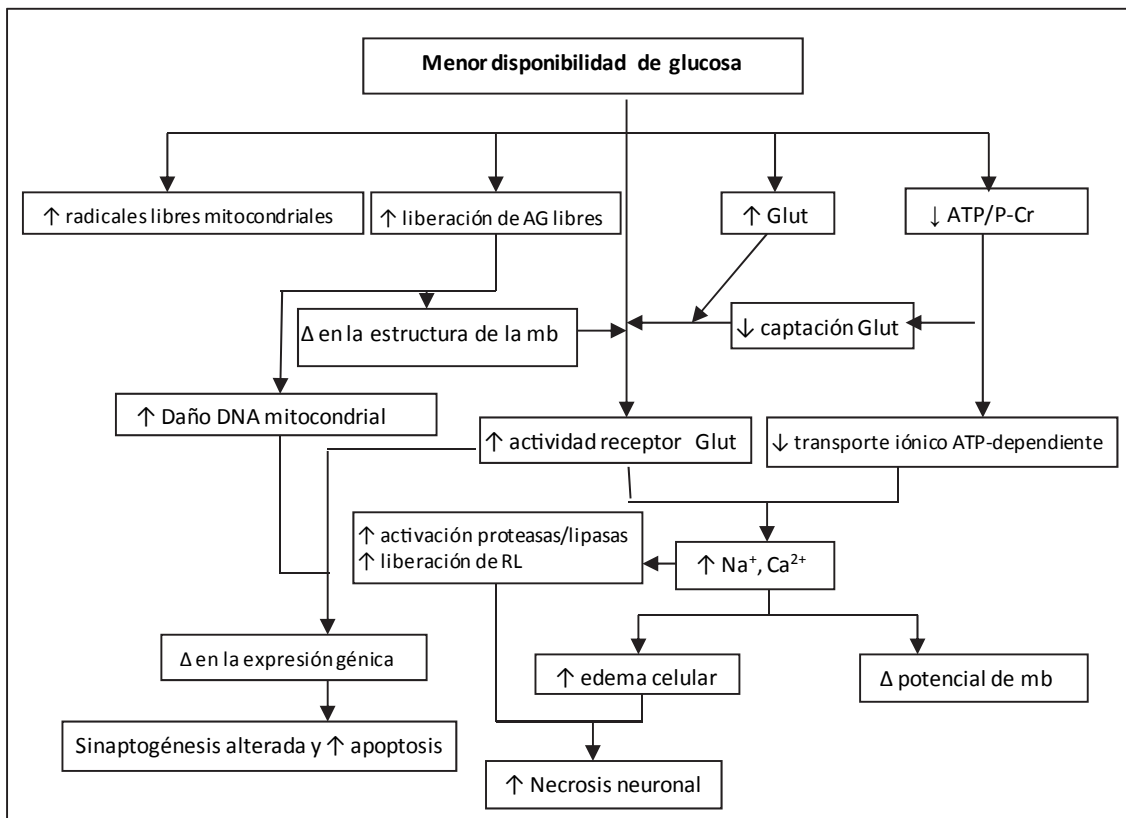 Menor disponibilidad de glucosa
↑ radicales libres mitocondriales
↑ liberación de AG libres
↑ Glut
↓ ATP/P-Cr
Δ en la estructura de la mb
↓ captación Glut
↑ Daño DNA mitocondrial
↑ actividad receptor Glut
↓ transporte iónico ATP-dependiente
↑ activación proteasas/lipasas
↑ liberación de RL
↑ Na⁺, Ca²⁺
Δ en la expresión génica
↑ edema celular
Δ potencial de mb
Sinaptogénesis alterada y ↑ apoptosis
↑ Necrosis neuronal